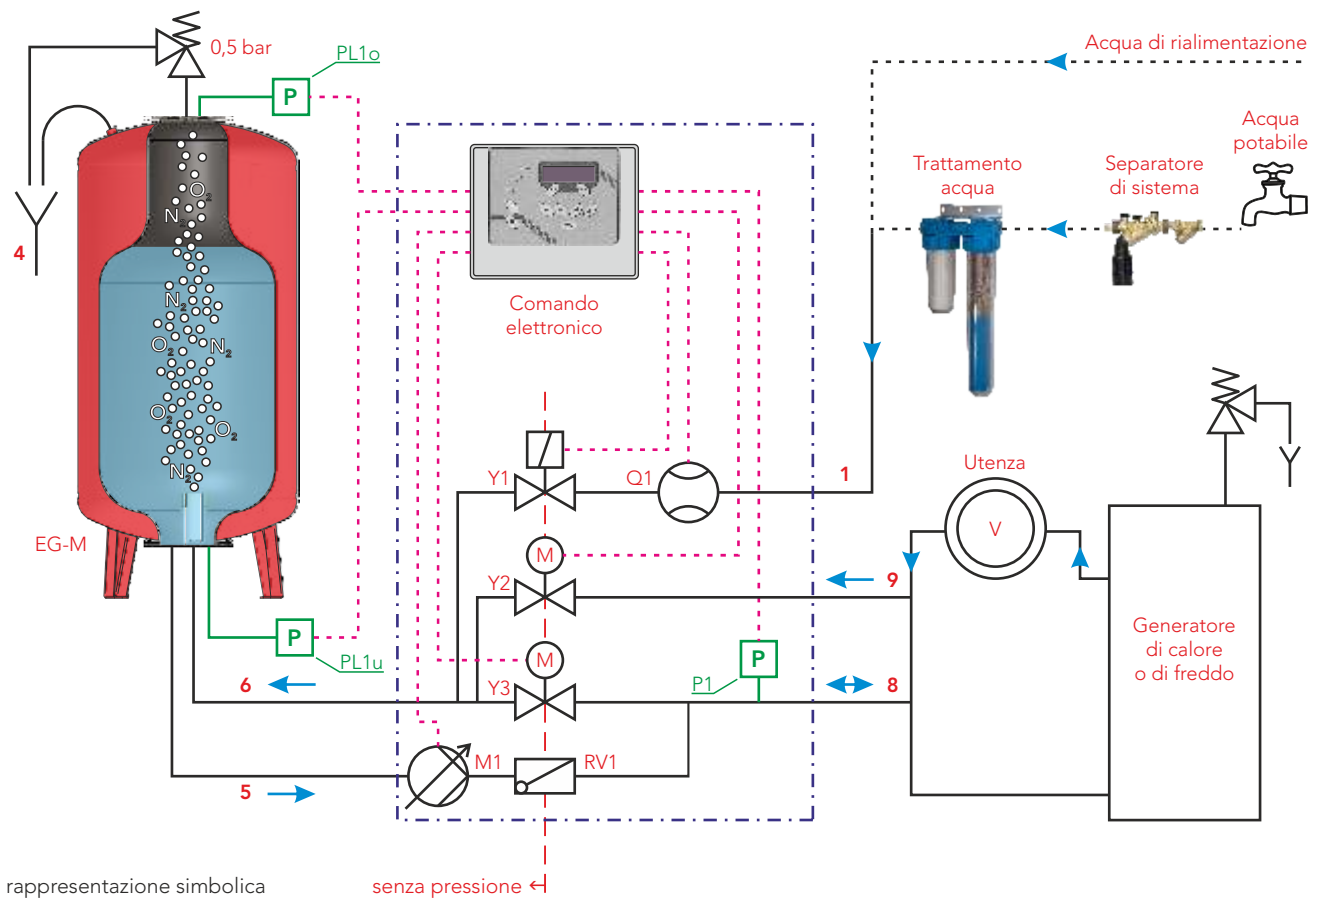 0,5 bar
PL1o
P
Acqua di rialimentazione
Acqua
potabile
Trattamento
acqua
Separatore
di sistema
4
O2
N2
N2
O2
N2
O2
O2
N2
Comando
elettronico
Y1
Q1
1
Utenza
V
EG-M
M
Y2
9
P
PL1u
Generatore
di calore
o di freddo
M
P
6
Y3
P1
8
M1
RV1
5
rappresentazione simbolica
senza pressione